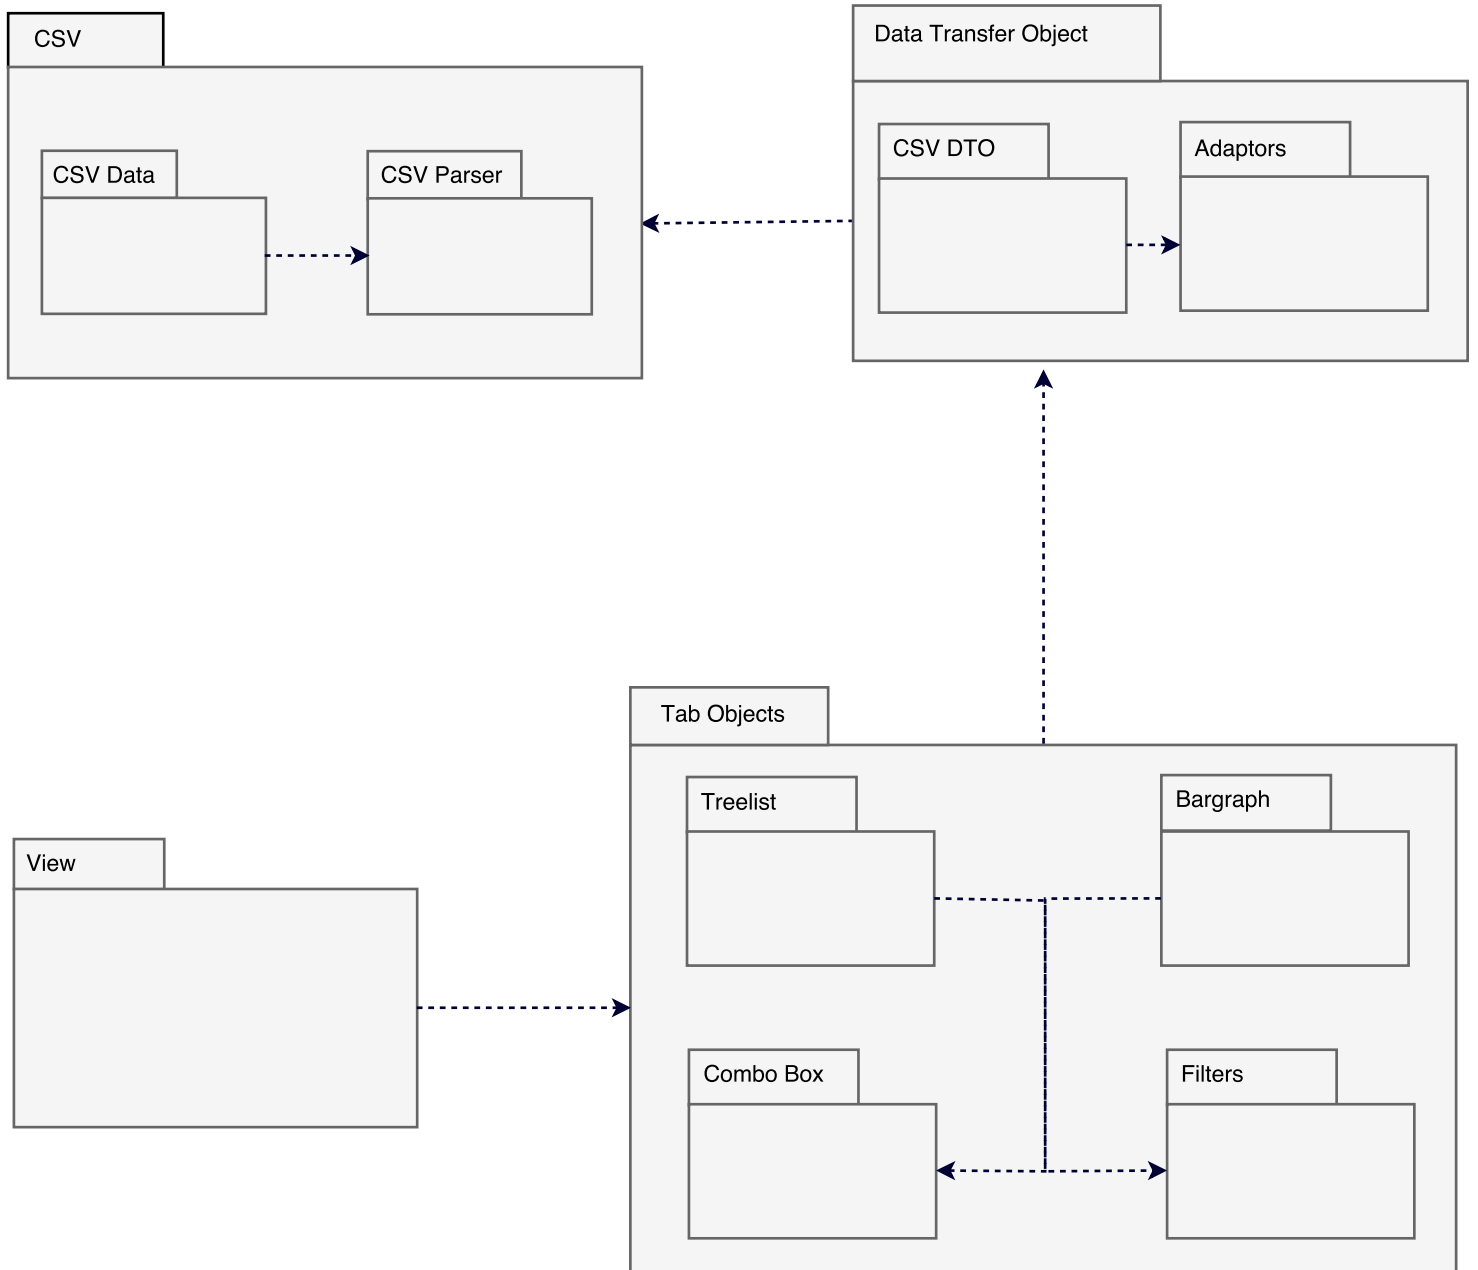 CSV
Data Transfer Object
CSV Data
CSV Parser
CSV DTO
Adaptors
Tab Objects
Treelist
Bargraph
View
Combo Box
Filters